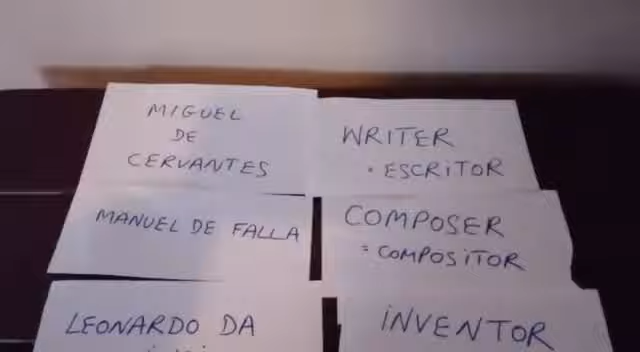 MIGUEL
DE
CERVANTES
WRITER
· ESCRITOR
MANUEL DE FALLA
COMPOSER
= COMPOSITOR
LEONARDO DA
INVENTOR